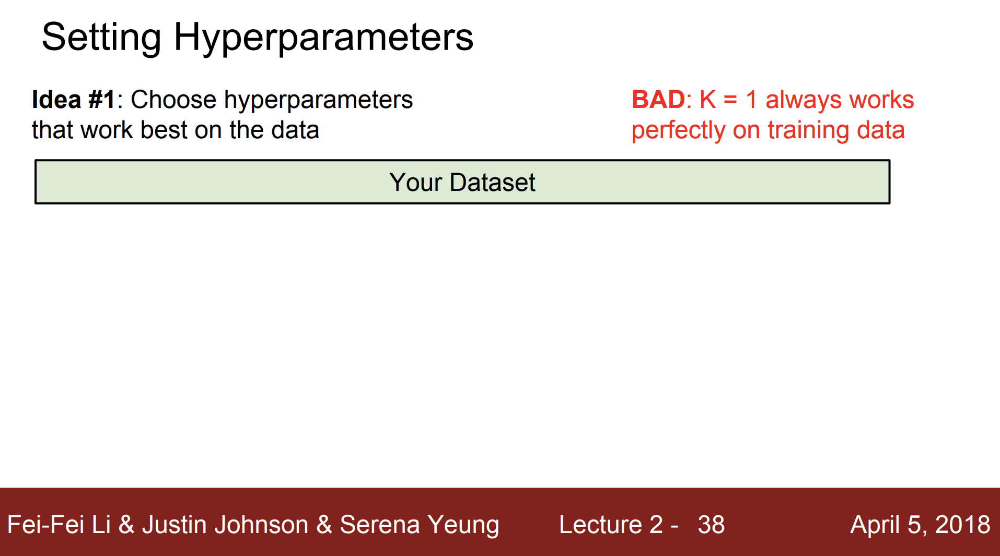 Setting Hyperparameters
Idea #1: Choose hyperparameters
that work best on the data
BAD: K = 1 always works
perfectly on training data
Your Dataset
Fei-Fei Li & Justin Johnson & Serena Yeung
Lecture 2 - 38
April 5, 2018